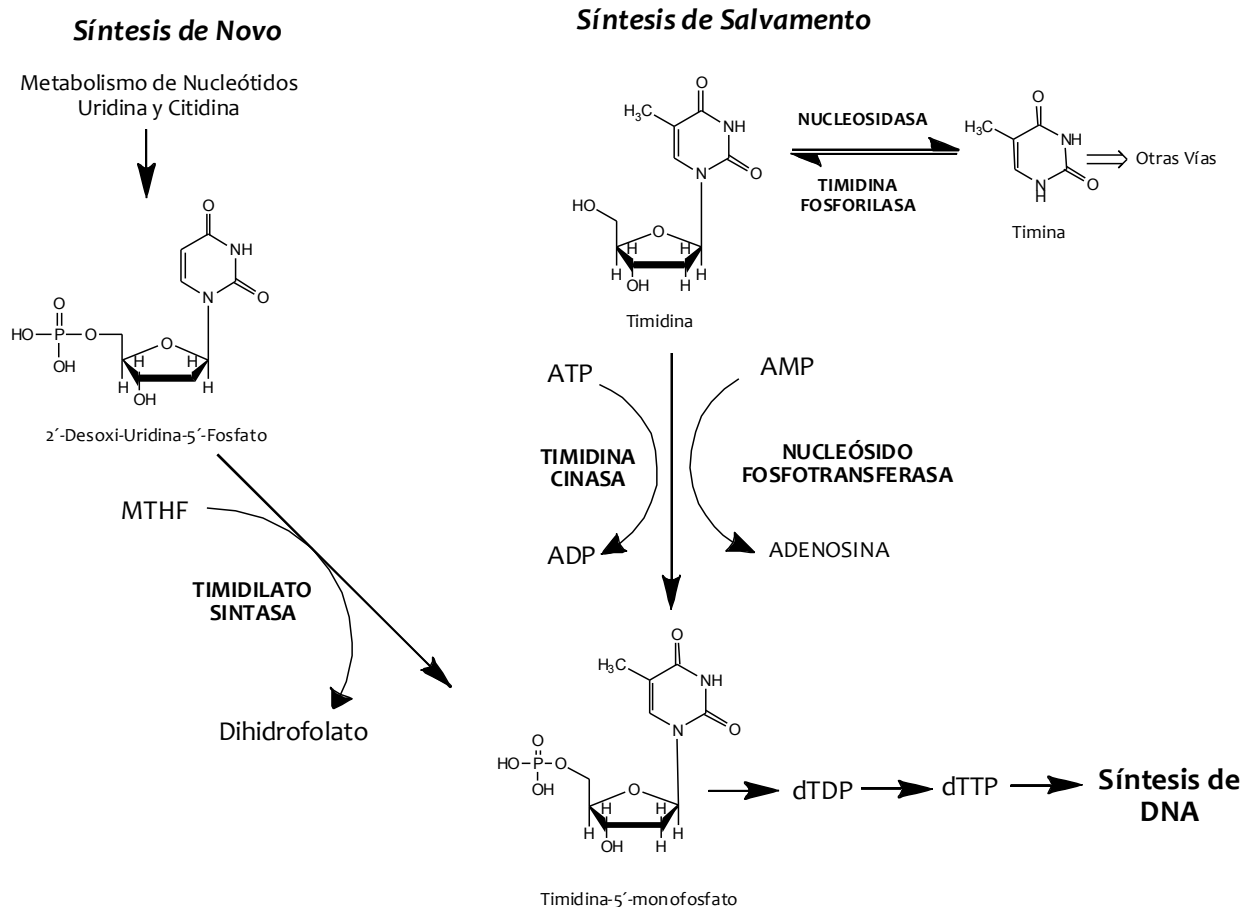 Síntesis de Novo
Metabolismo de Nucleótidos
Uridina y Citidina
O
NH
N
O
O
HO P O
OH
O
H
H
H
H
OH
2´-Desoxi-Uridina-5´-Fosfato
MTHF
TIMIDILATO
SINTASA
Dihidrofolato
Síntesis de Salvamento
O
H₃C
NH
N
O
HO
O
H
H
H
H
OH
H
Timidina
NUCLEOSIDASA
TIMIDINA
FOSFORILASA
O
H₃C
NH
N
H
O
Timina
Otras Vías
ATP
AMP
TIMIDINA
CINASA
NUCLEÓSIDO
FOSFOTRANSFERASA
ADP
ADENOSINA
O
H₃C
NH
N
O
O
HO P O
OH
O
H
H
H
H
OH
H
Timidina-5´-monofosfato
dTDP
dTTP
Síntesis de
DNA